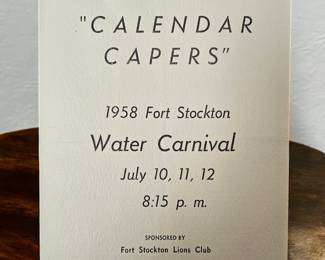 "CALENDAR
CAPERS"
1958 Fort Stockton
Water Carnival
July 10, 11, 12
8:15 p. m.
SPONSORED BY
Fort Stockton Lions Club